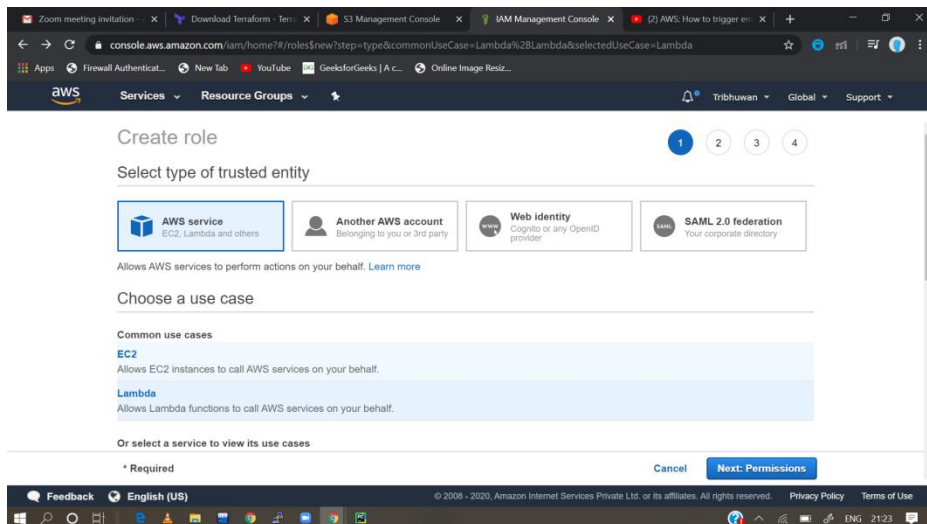 Zoom meeting invitation - 
Download Terraform - Terr
S3 Management Console
IAM Management Console
(2) AWS: How to trigger em
console.aws.amazon.com/iam/home?#/roles$new?step=type&commonUseCase=Lambda%2BLambda&selectedUseCase=Lambda
Apps
Firewall Authenticat...
New Tab
YouTube
GeeksforGeeks | A c...
Online Image Resiz...
aws
Services
Resource Groups
Tribhuwan
Global
Support
Create role
1
2
3
4
Select type of trusted entity
AWS service
EC2, Lambda and others
Another AWS account
Belonging to you or 3rd party
www
Web identity
Cognito or any OpenID
provider
SAML
SAML 2.0 federation
Your corporate directory
Allows AWS services to perform actions on your behalf. Learn more
Choose a use case
Common use cases
EC2
Allows EC2 instances to call AWS services on your behalf.
Lambda
Allows Lambda functions to call AWS services on your behalf.
Or select a service to view its use cases
* Required
Cancel
Next: Permissions
Feedback
English (US)
© 2008 - 2020, Amazon Internet Services Private Ltd. or its affiliates. All rights reserved.
Privacy Policy
Terms of Use
ENG
21:23